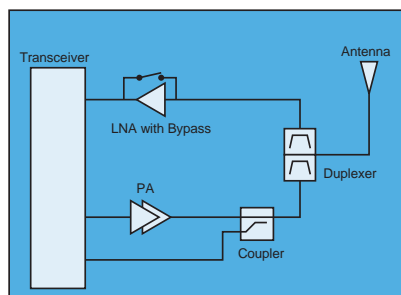 Transceiver
Antenna
LNA with Bypass
Duplexer
PA
Coupler